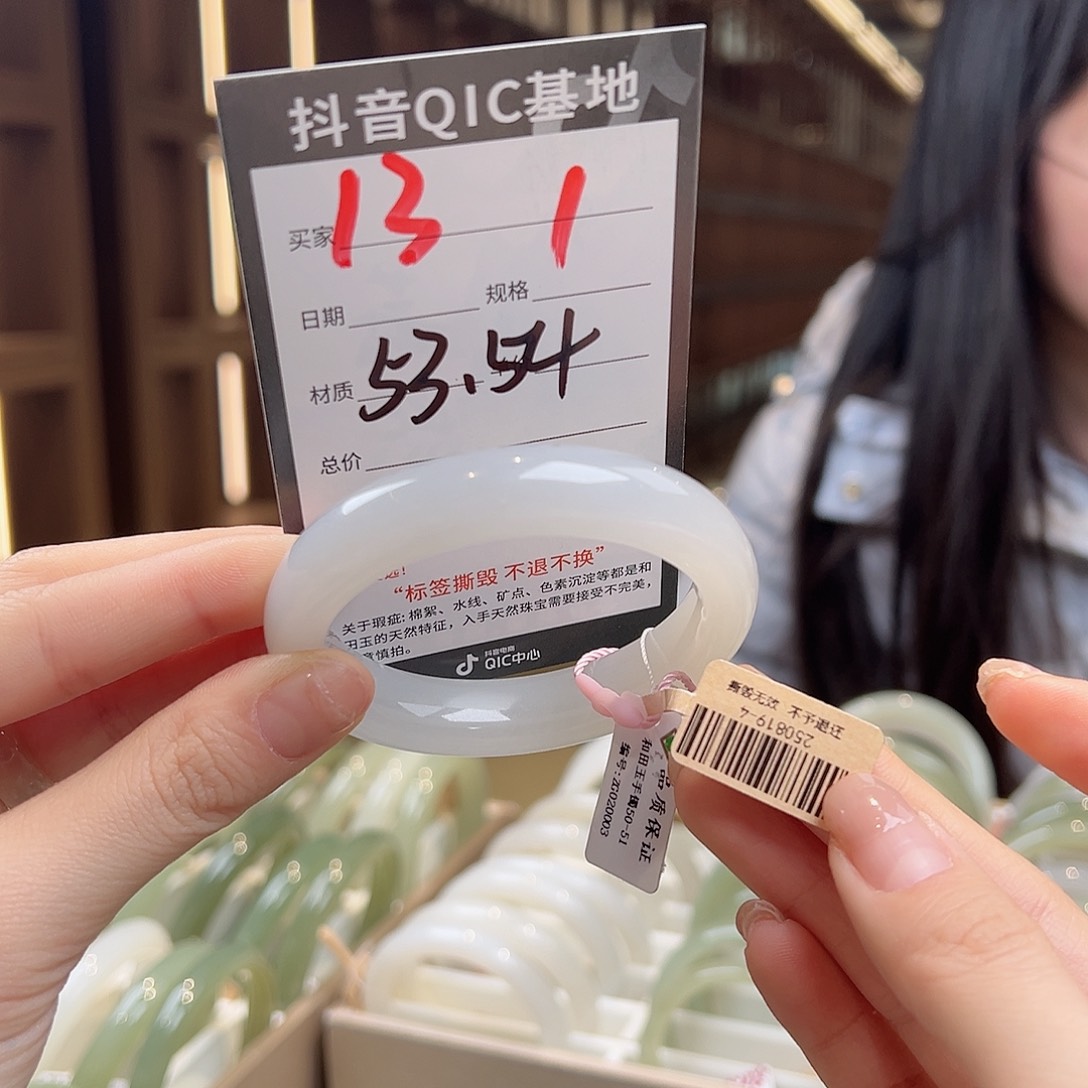 抖音QIC基地
买家 13 1
日期 规格
材质 53.54
总价
“标签撕毁 不退不换”
关于瑕疵: 棉絮、水线、矿点、色素沉淀等都是和
田玉的天然特征，入手天然珠宝需要接受不完美，
慎拍。
抖音电商
QIC中心
撕毁无效 不予退还
250819-4
品质保证
和田玉手镯50-51
编号:Z5020003